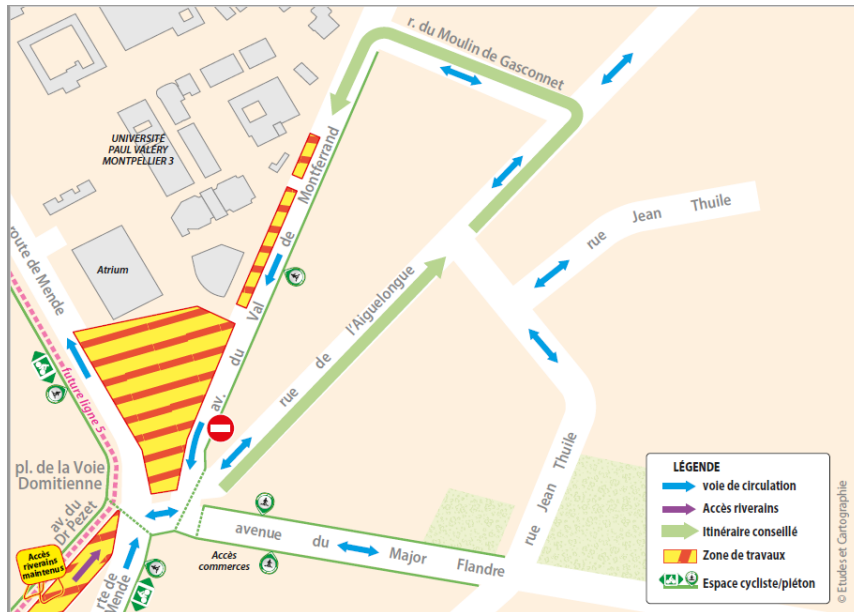 r. du Moulin de Gasconnet
UNIVERSITÉ
PAUL VALÉRY
MONTPELLIER 3
av. du Val de Montferrand
rue Jean Thuile
route de Mende
Atrium
rue de l'Aiguelongue
future ligne 5
pl. de la Voie
Domitienne
av. du
Dr Pezet
Accès
riverains
maintenus
rte de
Mende
Accès
commerces
avenue du Major Flandre
rue Jean Thuile
LÉGENDE
voie de circulation
Accès riverains
Itinéraire conseillé
Zone de travaux
Espace cycliste/piéton
© Etudes et Cartographie